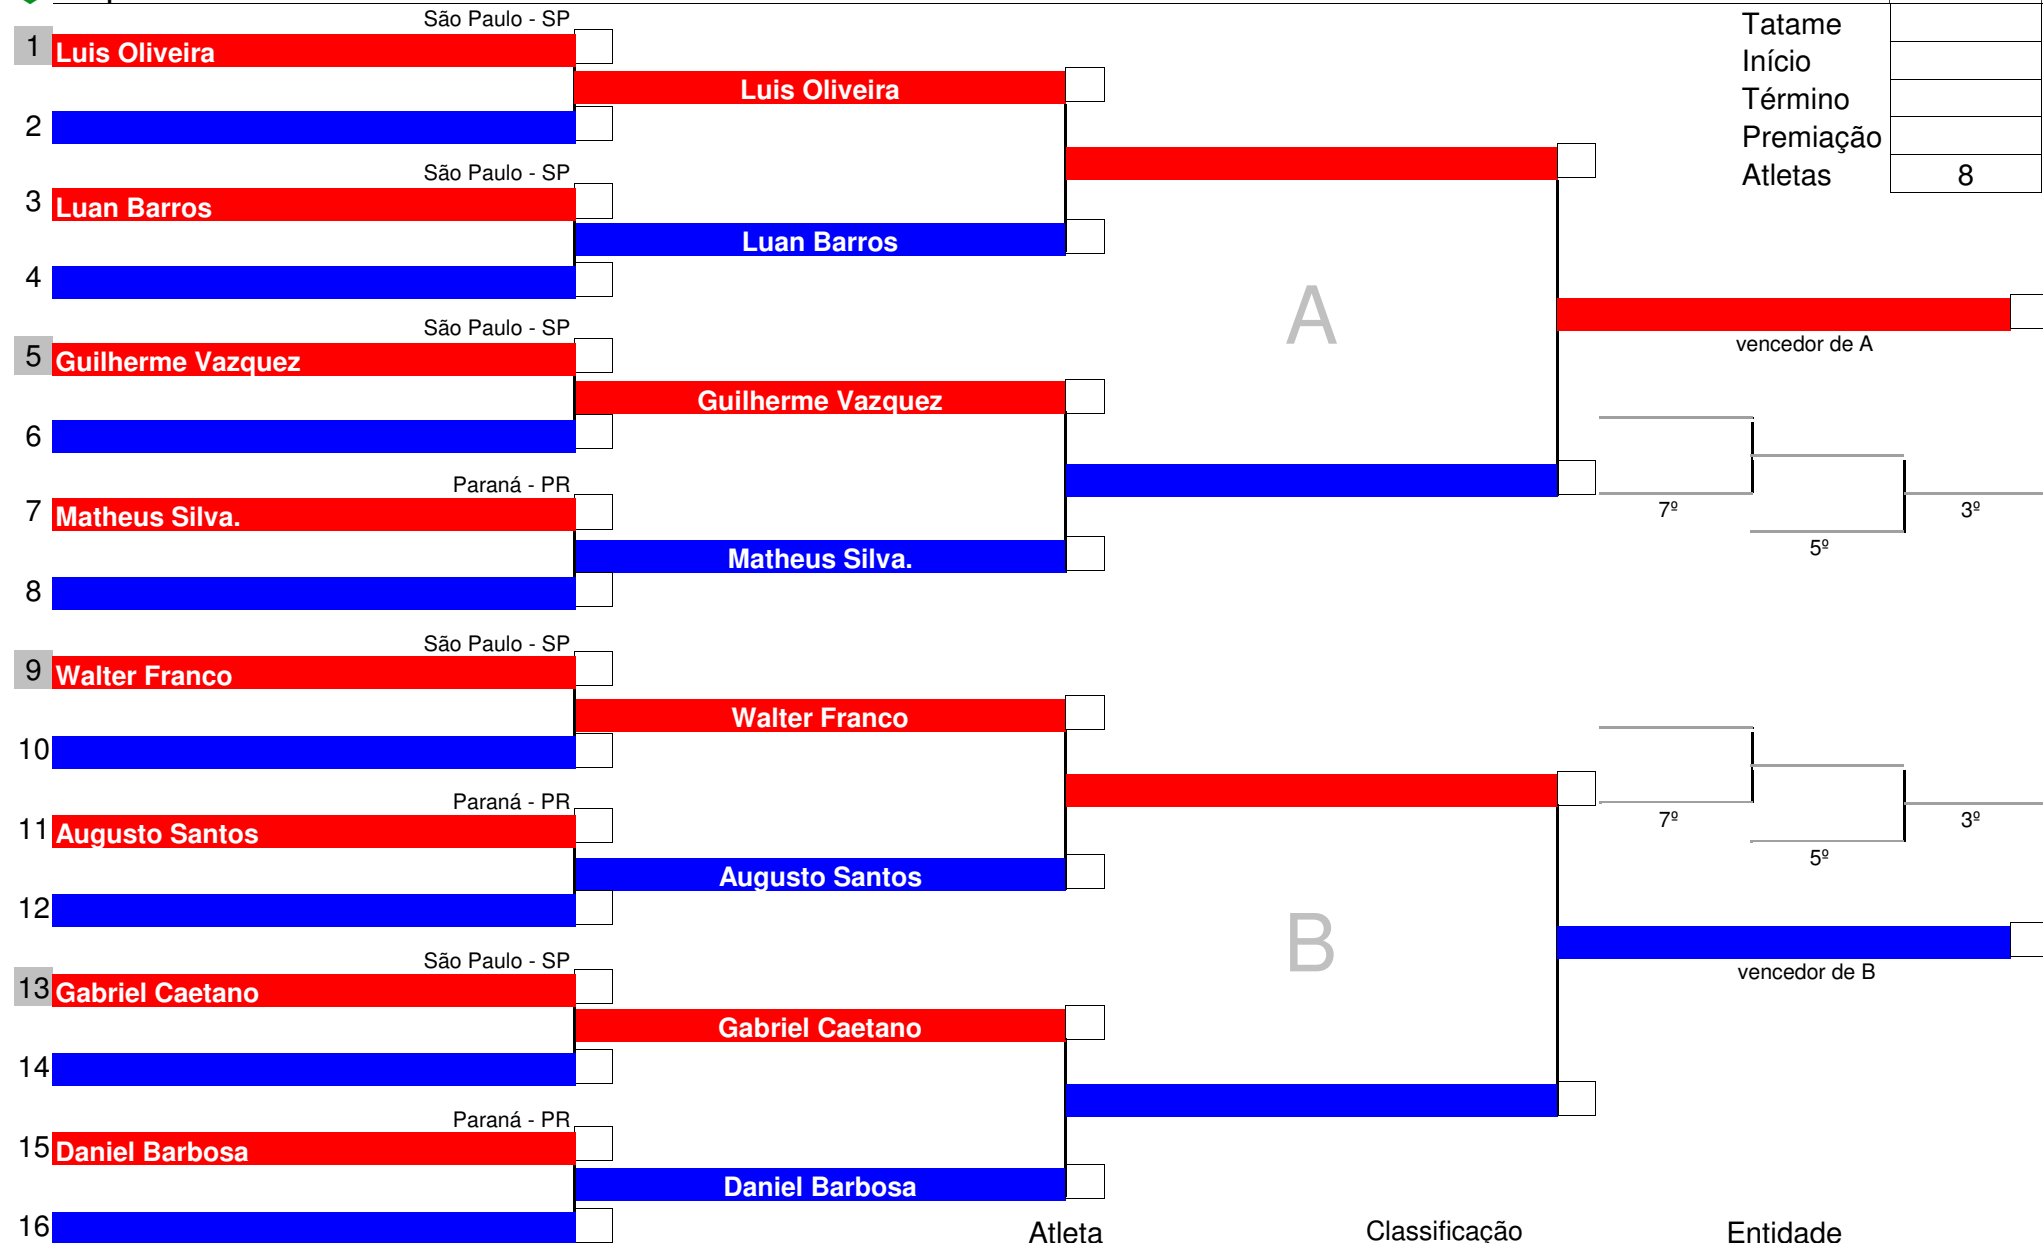 São Paulo - SP
1 Luis Oliveira
Luis Oliveira
2
São Paulo - SP
3 Luan Barros
Luan Barros
4
São Paulo - SP
5 Guilherme Vazquez
Guilherme Vazquez
6
Paraná - PR
7 Matheus Silva.
Matheus Silva.
8
São Paulo - SP
9 Walter Franco
Walter Franco
10
Paraná - PR
11 Augusto Santos
Augusto Santos
12
São Paulo - SP
13 Gabriel Caetano
Gabriel Caetano
14
Paraná - PR
15 Daniel Barbosa
Daniel Barbosa
16
A
B
Tatame
Início
Término
Premiação
Atletas 8
vencedor de A
7º
5º
3º
7º
5º
3º
vencedor de B
Atleta Classificação Entidade